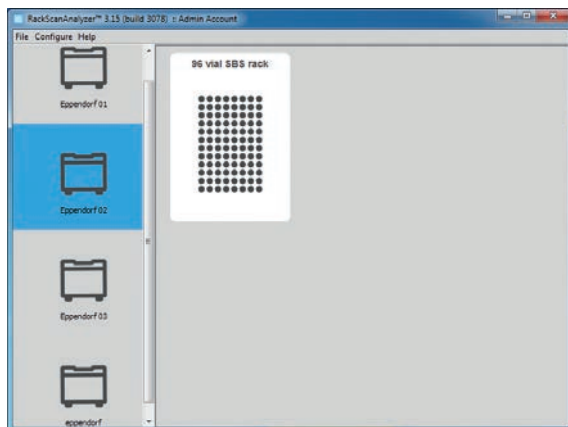 RackScanAnalyzer™ 3.15 (build 3078) :: Admin Account
File Configure Help
96 vial SBS rack
Eppendorf 01
Eppendorf 02
Eppendorf 03
eppendorf